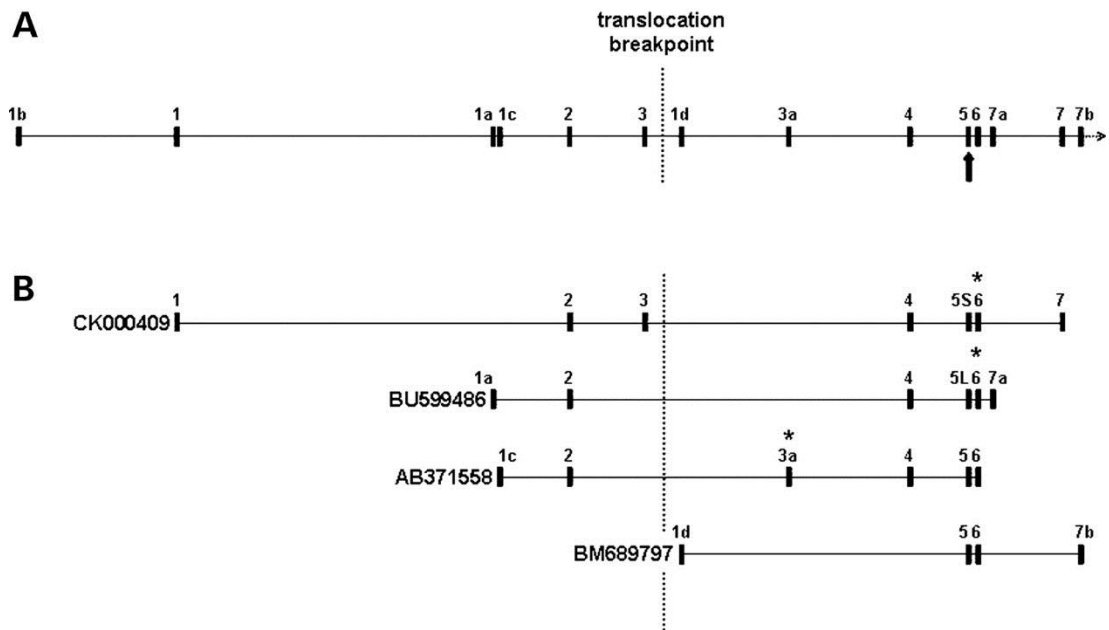 A
translocation
breakpoint
1b 1 1a 1c 2 3 1d 3a 4 5 6 7a 7 7b
B
*
1 2 3 4 5S 6 7
CK000409
*
1a 2 4 5L 6 7a
BU599486
*
1c 2 3a 4 5 6
AB371558
1d 5 6 7b
BM689797